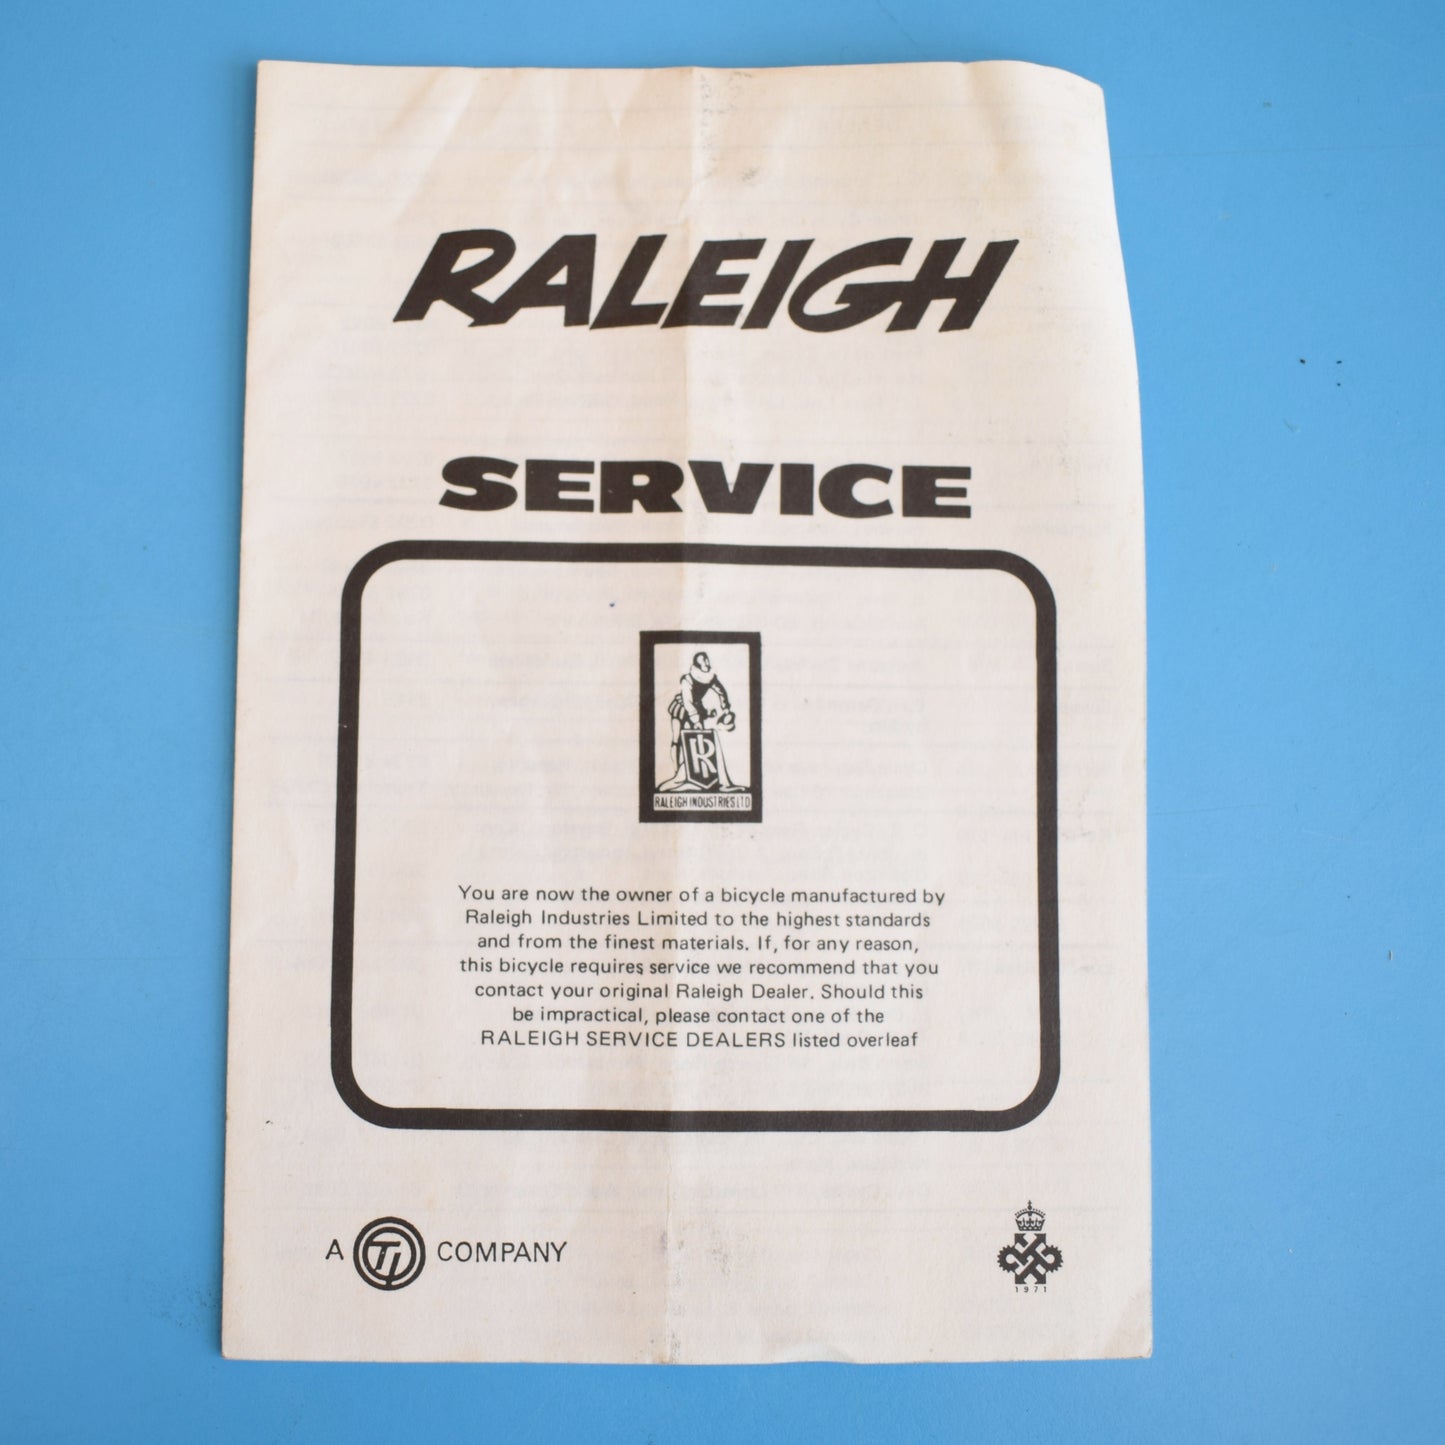 RALEIGH
SERVICE
R
RALEIGH INDUSTRIES LTD
You are now the owner of a bicycle manufactured by
Raleigh Industries Limited to the highest standards
and from the finest materials. If, for any reason,
this bicycle requires service we recommend that you
contact your original Raleigh Dealer. Should this
be impractical, please contact one of the
RALEIGH SERVICE DEALERS listed overleaf
A TI COMPANY
1971